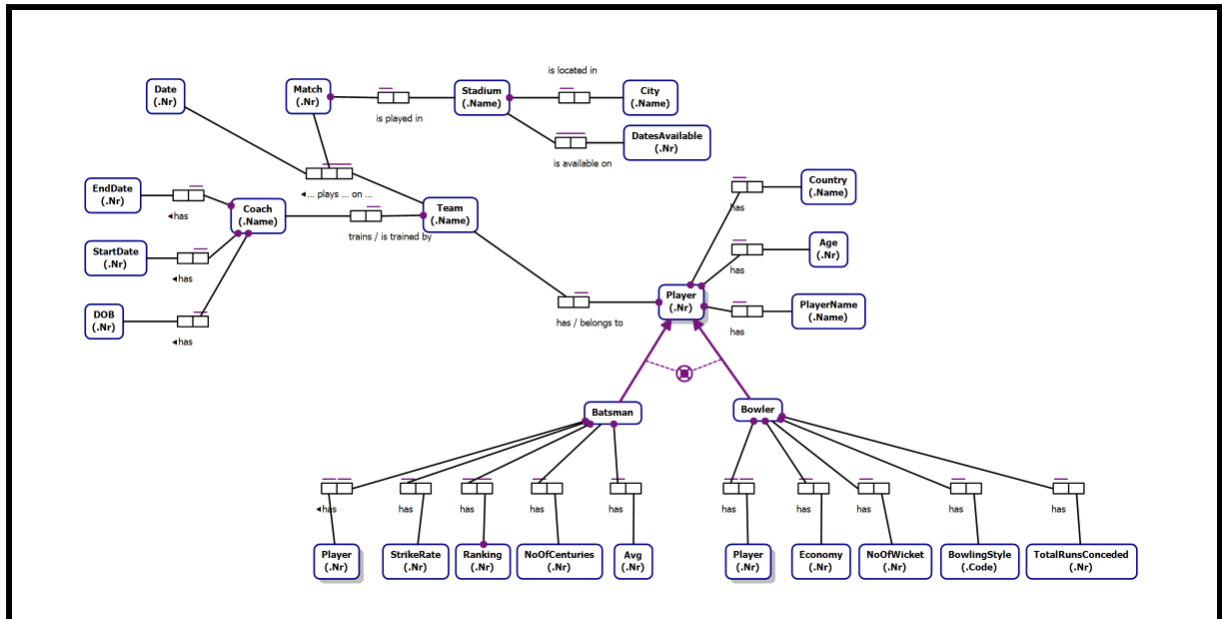 is located in
Date
(.Nr)
Match
(.Nr)
Stadium
(.Name)
City
(.Name)
is played in
DatesAvailable
(.Nr)
is available on
EndDate
(.Nr)
◄has
Coach
(.Name)
◄... plays ... on ...
Team
(.Name)
trains / is trained by
Country
(.Name)
has
StartDate
(.Nr)
◄has
Age
(.Nr)
has
DOB
(.Nr)
◄has
has / belongs to
Player
(.Nr)
PlayerName
(.Name)
has
Batsman
Bowler
◄has
has
has
has
has
has
has
has
has
has
Player
(.Nr)
StrikeRate
(.Nr)
Ranking
(.Nr)
NoOfCenturies
(.Nr)
Avg
(.Nr)
Player
(.Nr)
Economy
(.Nr)
NoOfWicket
(.Nr)
BowlingStyle
(.Code)
TotalRunsConceded
(.Nr)